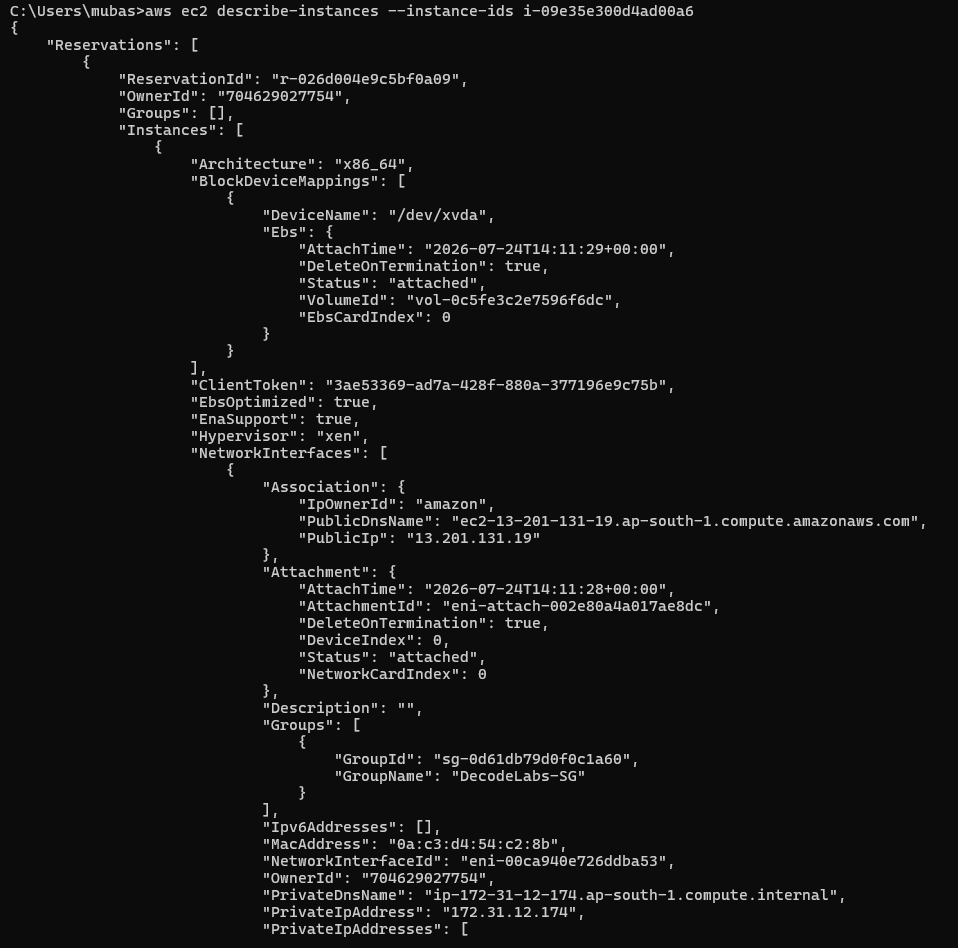 C:\Users\mubas>aws ec2 describe-instances --instance-ids i-09e35e300d4ad00a6
{
    "Reservations": [
        {
            "ReservationId": "r-026d004e9c5bf0a09",
            "OwnerId": "704629027754",
            "Groups": [],
            "Instances": [
                {
                    "Architecture": "x86_64",
                    "BlockDeviceMappings": [
                        {
                            "DeviceName": "/dev/xvda",
                            "Ebs": {
                                "AttachTime": "2026-07-24T14:11:29+00:00",
                                "DeleteOnTermination": true,
                                "Status": "attached",
                                "VolumeId": "vol-0c5fe3c2e7596f6dc",
                                "EbsCardIndex": 0
                            }
                        }
                    ],
                    "ClientToken": "3ae53369-ad7a-428f-880a-377196e9c75b",
                    "EbsOptimized": true,
                    "EnaSupport": true,
                    "Hypervisor": "xen",
                    "NetworkInterfaces": [
                        {
                            "Association": {
                                "IpOwnerId": "amazon",
                                "PublicDnsName": "ec2-13-201-131-19.ap-south-1.compute.amazonaws.com",
                                "PublicIp": "13.201.131.19"
                            },
                            "Attachment": {
                                "AttachTime": "2026-07-24T14:11:28+00:00",
                                "AttachmentId": "eni-attach-002e80a4a017ae8dc",
                                "DeleteOnTermination": true,
                                "DeviceIndex": 0,
                                "Status": "attached",
                                "NetworkCardIndex": 0
                            },
                            "Description": "",
                            "Groups": [
                                {
                                    "GroupId": "sg-0d61db79d0f0c1a60",
                                    "GroupName": "DecodeLabs-SG"
                                }
                            ],
                            "Ipv6Addresses": [],
                            "MacAddress": "0a:c3:d4:54:c2:8b",
                            "NetworkInterfaceId": "eni-00ca940e726ddba53",
                            "OwnerId": "704629027754",
                            "PrivateDnsName": "ip-172-31-12-174.ap-south-1.compute.internal",
                            "PrivateIpAddress": "172.31.12.174",
                            "PrivateIpAddresses": [